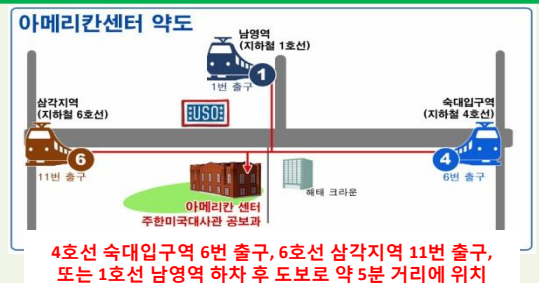 아메리칸센터 약도
남영역
(지하철 1호선)
1
1번 출구
삼각지역
(지하철 6호선)
USO
숙대입구역
(지하철 4호선)
6
11번 출구
4
6번 출구
해태 크라운
아메리칸 센터
주한미국대사관 공보과
4호선 숙대입구역 6번 출구, 6호선 삼각지역 11번 출구,
또는 1호선 남영역 하차 후 도보로 약 5분 거리에 위치